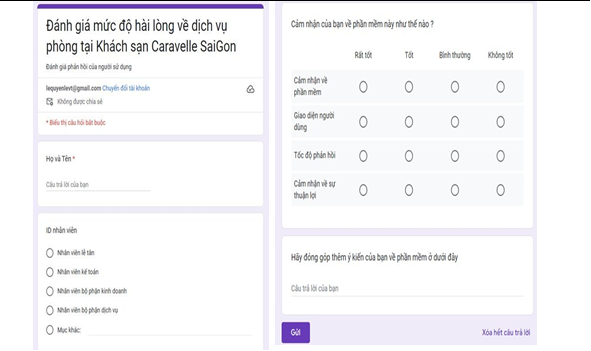 Đánh giá mức độ hài lòng về dịch vụ
phòng tại Khách sạn Caravelle SaiGon
Đánh giá phản hồi của người sử dụng
lequyenlevt@gmail.com Chuyển đổi tài khoản
Không được chia sẻ
* Biểu thị câu hỏi bắt buộc
Họ và Tên *
Câu trả lời của bạn
ID nhân viên
Nhân viên lễ tân
Nhân viên kế toán
Nhân viên bộ phận kinh doanh
Nhân viên bộ phận dịch vụ
Mục khác:
Cảm nhận của bạn về phần mềm này như thế nào ?
Rất tốt Tốt Bình thường Không tốt
Cảm nhận về
phần mềm
Giao diện người
dùng
Tốc độ phản hồi
Cảm nhận về sự
thuận lợi
Hãy đóng góp thêm ý kiến của bạn về phần mềm ở dưới đây
Câu trả lời của bạn
Gửi
Xóa hết câu trả lời